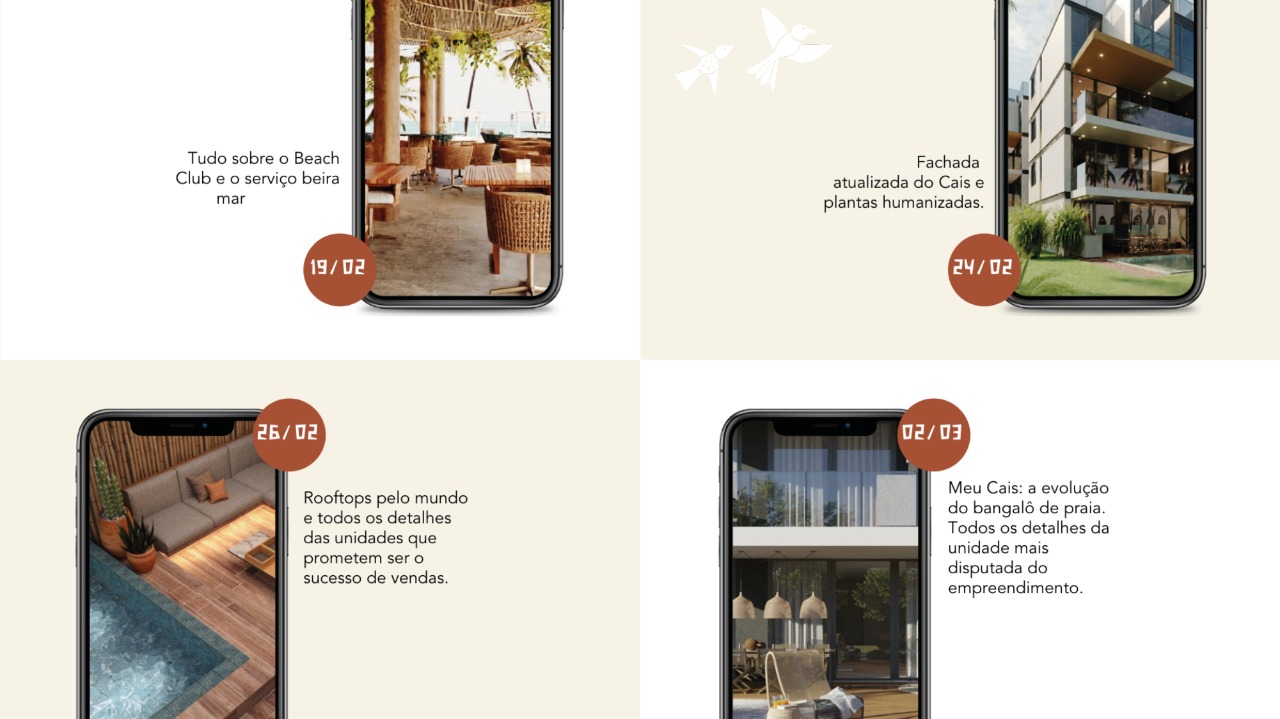 Tudo sobre o Beach
Club e o serviço beira
mar
19/02
Fachada
atualizada do Cais e
plantas humanizadas.
24/02
26/02
Rooftops pelo mundo
e todos os detalhes
das unidades que
prometem ser o
sucesso de vendas.
02/03
Meu Cais: a evolução
do bangalô de praia.
Todos os detalhes da
unidade mais
disputada do
empreendimento.